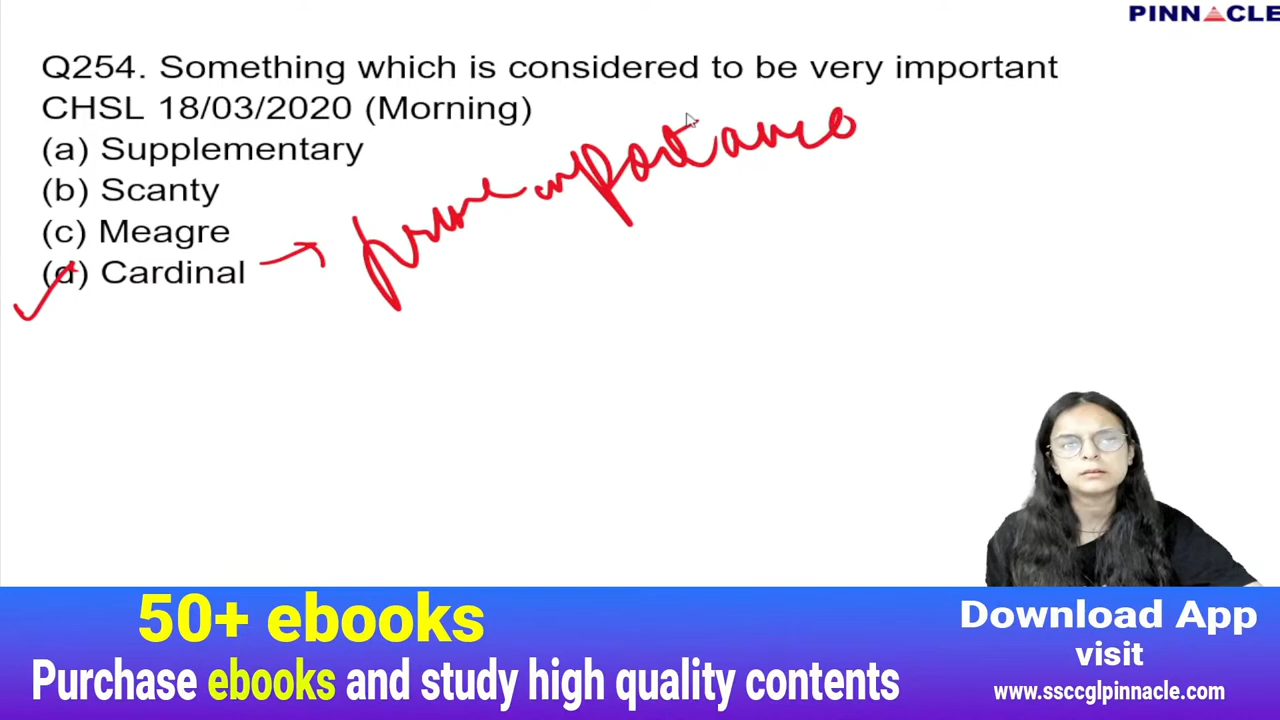 PINNACLE
Q254. Something which is considered to be very important
CHSL 18/03/2020 (Morning)
(a) Supplementary
(b) Scanty
(c) Meagre
(d) Cardinal
prime importance
50+ ebooks
Purchase ebooks and study high quality contents
Download App
visit
www.ssccglpinnacle.com